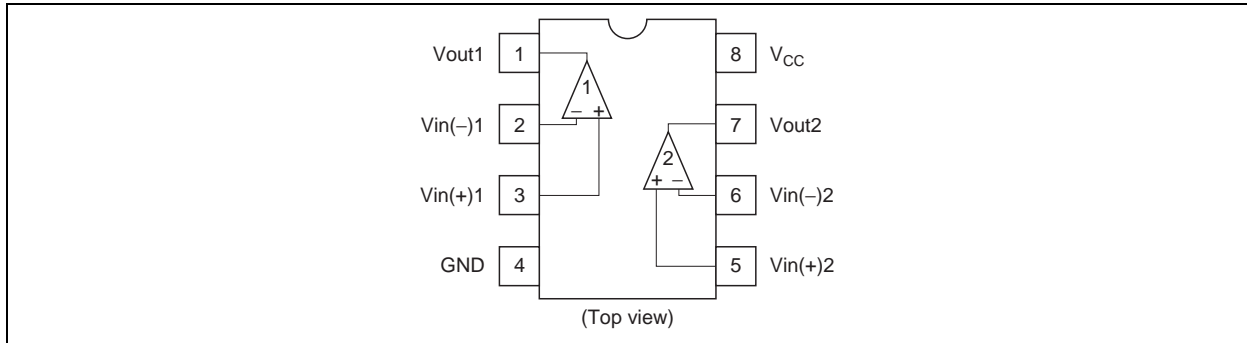 Vout1 1
Vin(−)1 2
Vin(+)1 3
GND 4
1
− +
2
+ −
8 VCC
7 Vout2
6 Vin(−)2
5 Vin(+)2
(Top view)